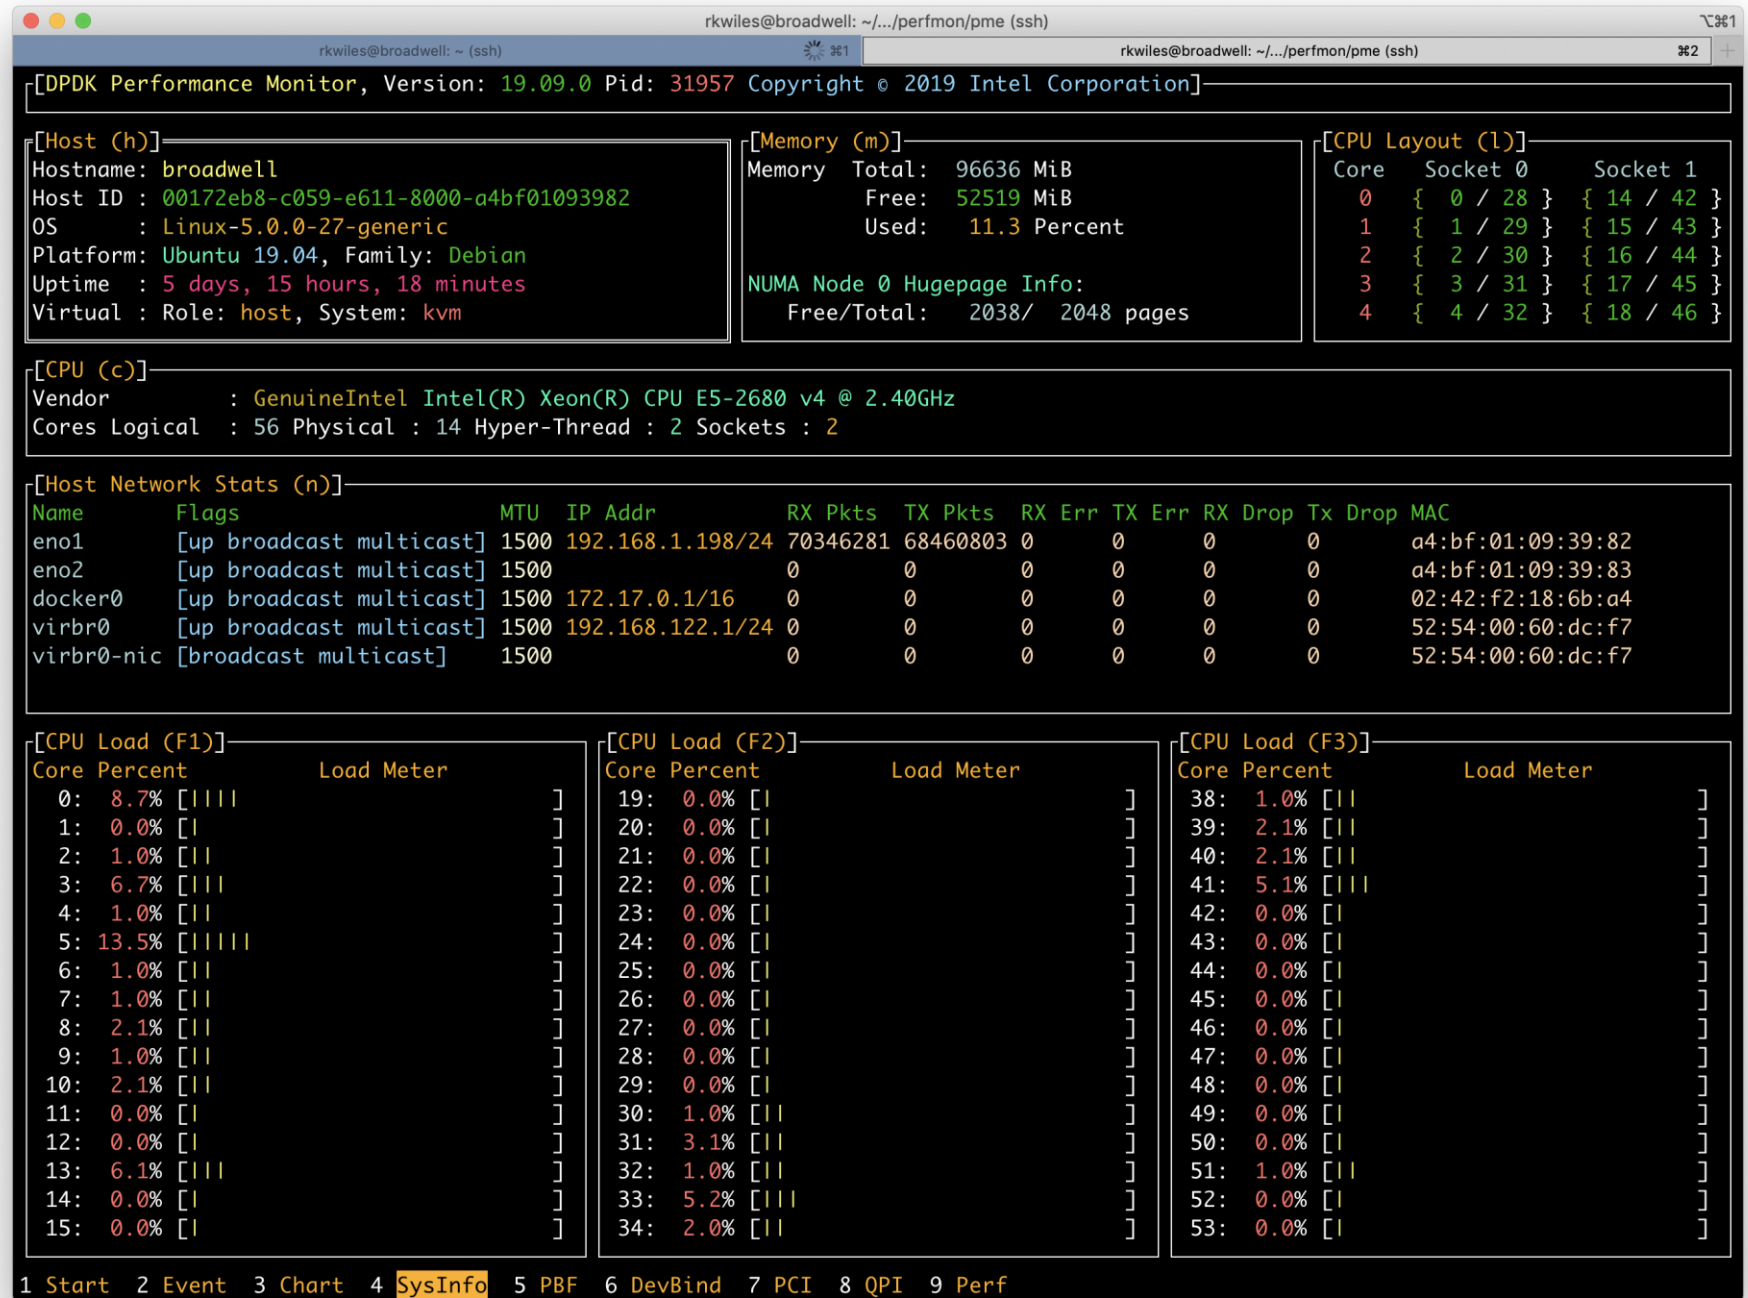 rkwiles@broadwell: ~/.../perfmon/pme (ssh) ⌥⌘1
rkwiles@broadwell: ~ (ssh) ⌘1 rkwiles@broadwell: ~/.../perfmon/pme (ssh) ⌘2 +
[DPDK Performance Monitor, Version: 19.09.0 Pid: 31957 Copyright © 2019 Intel Corporation]
[Host (h)]
Hostname: broadwell
Host ID : 00172eb8-c059-e611-8000-a4bf01093982
OS : Linux-5.0.0-27-generic
Platform: Ubuntu 19.04, Family: Debian
Uptime : 5 days, 15 hours, 18 minutes
Virtual : Role: host, System: kvm
[Memory (m)]
Memory Total: 96636 MiB
Free: 52519 MiB
Used: 11.3 Percent
NUMA Node 0 Hugepage Info:
Free/Total: 2038/ 2048 pages
[CPU Layout (l)]
Core Socket 0 Socket 1
0 { 0 / 28 } { 14 / 42 }
1 { 1 / 29 } { 15 / 43 }
2 { 2 / 30 } { 16 / 44 }
3 { 3 / 31 } { 17 / 45 }
4 { 4 / 32 } { 18 / 46 }
[CPU (c)]
Vendor : GenuineIntel Intel(R) Xeon(R) CPU E5-2680 v4 @ 2.40GHz
Cores Logical : 56 Physical : 14 Hyper-Thread : 2 Sockets : 2
[Host Network Stats (n)]
Name Flags MTU IP Addr RX Pkts TX Pkts RX Err TX Err RX Drop Tx Drop MAC
eno1 [up broadcast multicast] 1500 192.168.1.198/24 70346281 68460803 0 0 0 0 a4:bf:01:09:39:82
eno2 [up broadcast multicast] 1500 0 0 0 0 0 0 a4:bf:01:09:39:83
docker0 [up broadcast multicast] 1500 172.17.0.1/16 0 0 0 0 0 0 02:42:f2:18:6b:a4
virbr0 [up broadcast multicast] 1500 192.168.122.1/24 0 0 0 0 0 0 52:54:00:60:dc:f7
virbr0-nic [broadcast multicast] 1500 0 0 0 0 0 0 52:54:00:60:dc:f7
[CPU Load (F1)]
Core Percent Load Meter
0: 8.7% [|||| ]
1: 0.0% [| ]
2: 1.0% [|| ]
3: 6.7% [||| ]
4: 1.0% [|| ]
5: 13.5% [||||| ]
6: 1.0% [|| ]
7: 1.0% [|| ]
8: 2.1% [|| ]
9: 1.0% [|| ]
10: 2.1% [|| ]
11: 0.0% [| ]
12: 0.0% [| ]
13: 6.1% [||| ]
14: 0.0% [| ]
15: 0.0% [| ]
[CPU Load (F2)]
Core Percent Load Meter
19: 0.0% [| ]
20: 0.0% [| ]
21: 0.0% [| ]
22: 0.0% [| ]
23: 0.0% [| ]
24: 0.0% [| ]
25: 0.0% [| ]
26: 0.0% [| ]
27: 0.0% [| ]
28: 0.0% [| ]
29: 0.0% [| ]
30: 1.0% [|| ]
31: 3.1% [|| ]
32: 1.0% [|| ]
33: 5.2% [||| ]
34: 2.0% [|| ]
[CPU Load (F3)]
Core Percent Load Meter
38: 1.0% [|| ]
39: 2.1% [|| ]
40: 2.1% [|| ]
41: 5.1% [||| ]
42: 0.0% [| ]
43: 0.0% [| ]
44: 0.0% [| ]
45: 0.0% [| ]
46: 0.0% [| ]
47: 0.0% [| ]
48: 0.0% [| ]
49: 0.0% [| ]
50: 0.0% [| ]
51: 1.0% [|| ]
52: 0.0% [| ]
53: 0.0% [| ]
1 Start 2 Event 3 Chart 4 SysInfo 5 PBF 6 DevBind 7 PCI 8 QPI 9 Perf